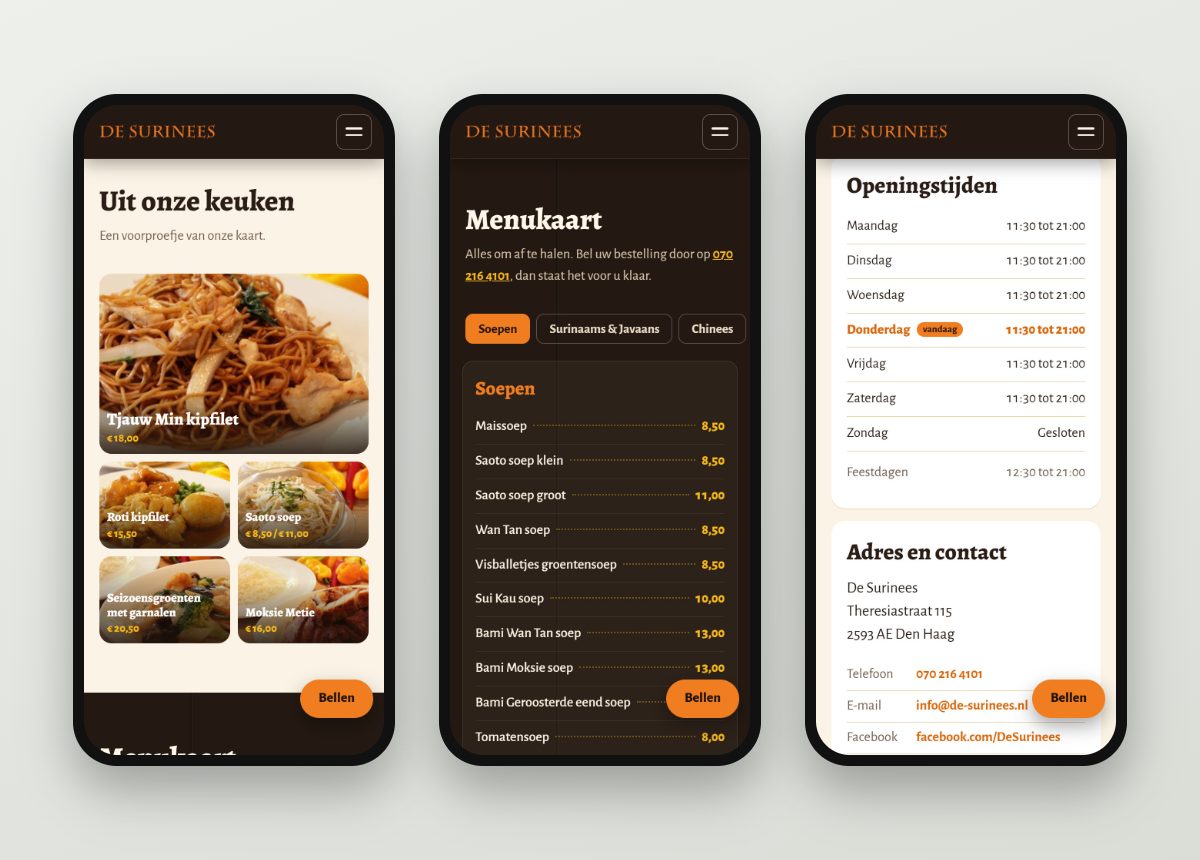 DE SURINEES
Uit onze keuken
Een voorproefje van onze kaart.
Tjauw Min kipfilet
€ 18,00
Roti kipfilet
€ 15,50
Saoto soep
€ 8,50 / € 11,00
Seizoensgroenten
met garnalen
€ 20,50
Moksie Metie
€ 16,00
Bellen
Menukaart
DE SURINEES
Menukaart
Alles om af te halen. Bel uw bestelling door op 070
216 4101, dan staat het voor u klaar.
Soepen
Surinaams & Javaans
Chinees
Soepen
Maissoep 8,50
Saoto soep klein 8,50
Saoto soep groot 11,00
Wan Tan soep 8,50
Visballetjes groentensoep 8,50
Sui Kau soep 10,00
Bami Wan Tan soep 13,00
Bami Moksie soep 13,00
Bami Geroosterde eend soep
Bellen
Tomatensoep 8,00
DE SURINEES
Openingstijden
Maandag 11:30 tot 21:00
Dinsdag 11:30 tot 21:00
Woensdag 11:30 tot 21:00
Donderdag vandaag 11:30 tot 21:00
Vrijdag 11:30 tot 21:00
Zaterdag 11:30 tot 21:00
Zondag Gesloten
Feestdagen 12:30 tot 21:00
Adres en contact
De Surinees
Theresiastraat 115
2593 AE Den Haag
Telefoon 070 216 4101
E-mail info@de-surinees.nl
Bellen
Facebook facebook.com/DeSurinees